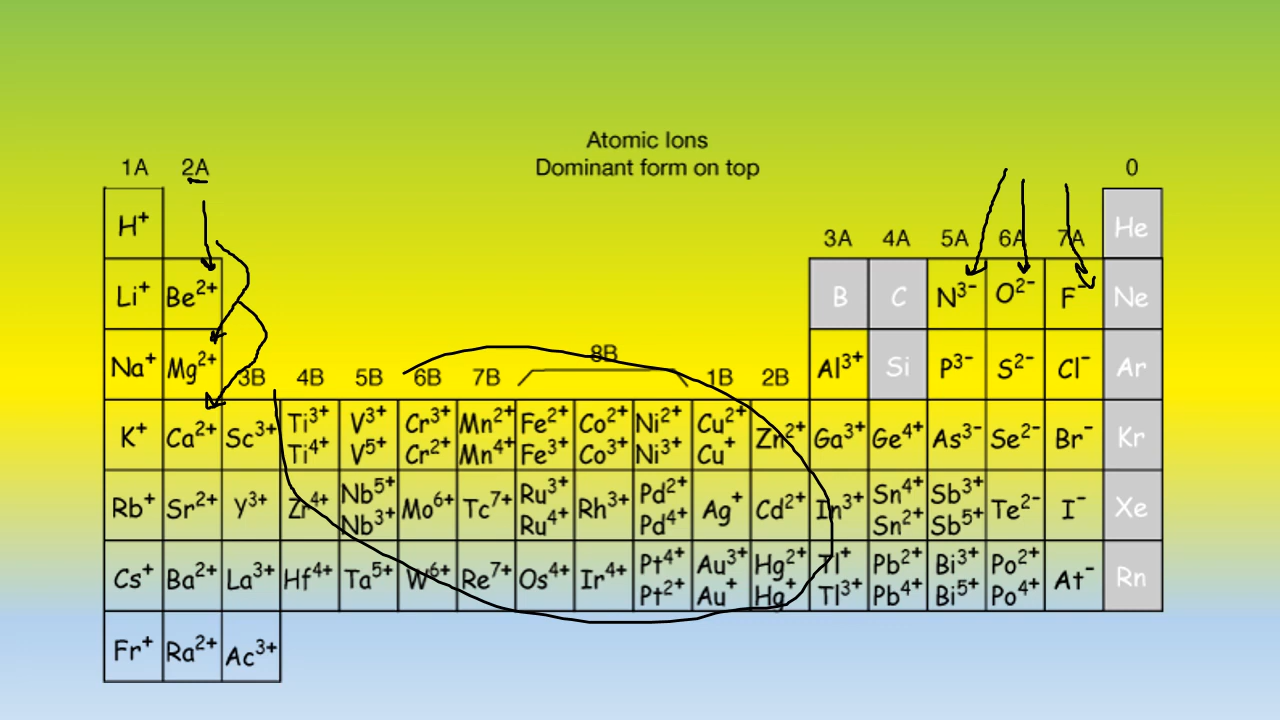 Atomic Ions
Dominant form on top
1A 2A 0
H⁺ He
3A 4A 5A 6A 7A
Li⁺ Be²⁺ B C N³⁻ O²⁻ F⁻ Ne
Na⁺ Mg²⁺ Al³⁺ Si P³⁻ S²⁻ Cl⁻ Ar
8B
3B 4B 5B 6B 7B 1B 2B
K⁺ Ca²⁺ Sc³⁺ Ti³⁺ V³⁺ Cr³⁺ Mn²⁺ Fe²⁺ Co²⁺ Ni²⁺ Cu²⁺ Zn²⁺ Ga³⁺ Ge⁴⁺ As³⁻ Se²⁻ Br⁻ Kr
Ti⁴⁺ V⁵⁺ Cr²⁺ Mn⁴⁺ Fe³⁺ Co³⁺ Ni³⁺ Cu⁺
Rb⁺ Sr²⁺ Y³⁺ Zr⁴⁺ Nb⁵⁺ Mo⁶⁺ Tc⁷⁺ Ru³⁺ Rh³⁺ Pd²⁺ Ag⁺ Cd²⁺ In³⁺ Sn⁴⁺ Sb³⁺ Te²⁻ I⁻ Xe
Nb³⁺ Ru⁴⁺ Pd⁴⁺ Sn²⁺ Sb⁵⁺
Cs⁺ Ba²⁺ La³⁺ Hf⁴⁺ Ta⁵⁺ W⁶⁺ Re⁷⁺ Os⁴⁺ Ir⁴⁺ Pt⁴⁺ Au³⁺ Hg²⁺ Tl⁺ Pb²⁺ Bi³⁺ Po²⁺ At⁻ Rn
Pt²⁺ Au⁺ Hg⁺ Tl³⁺ Pb⁴⁺ Bi⁵⁺ Po⁴⁺
Fr⁺ Ra²⁺ Ac³⁺